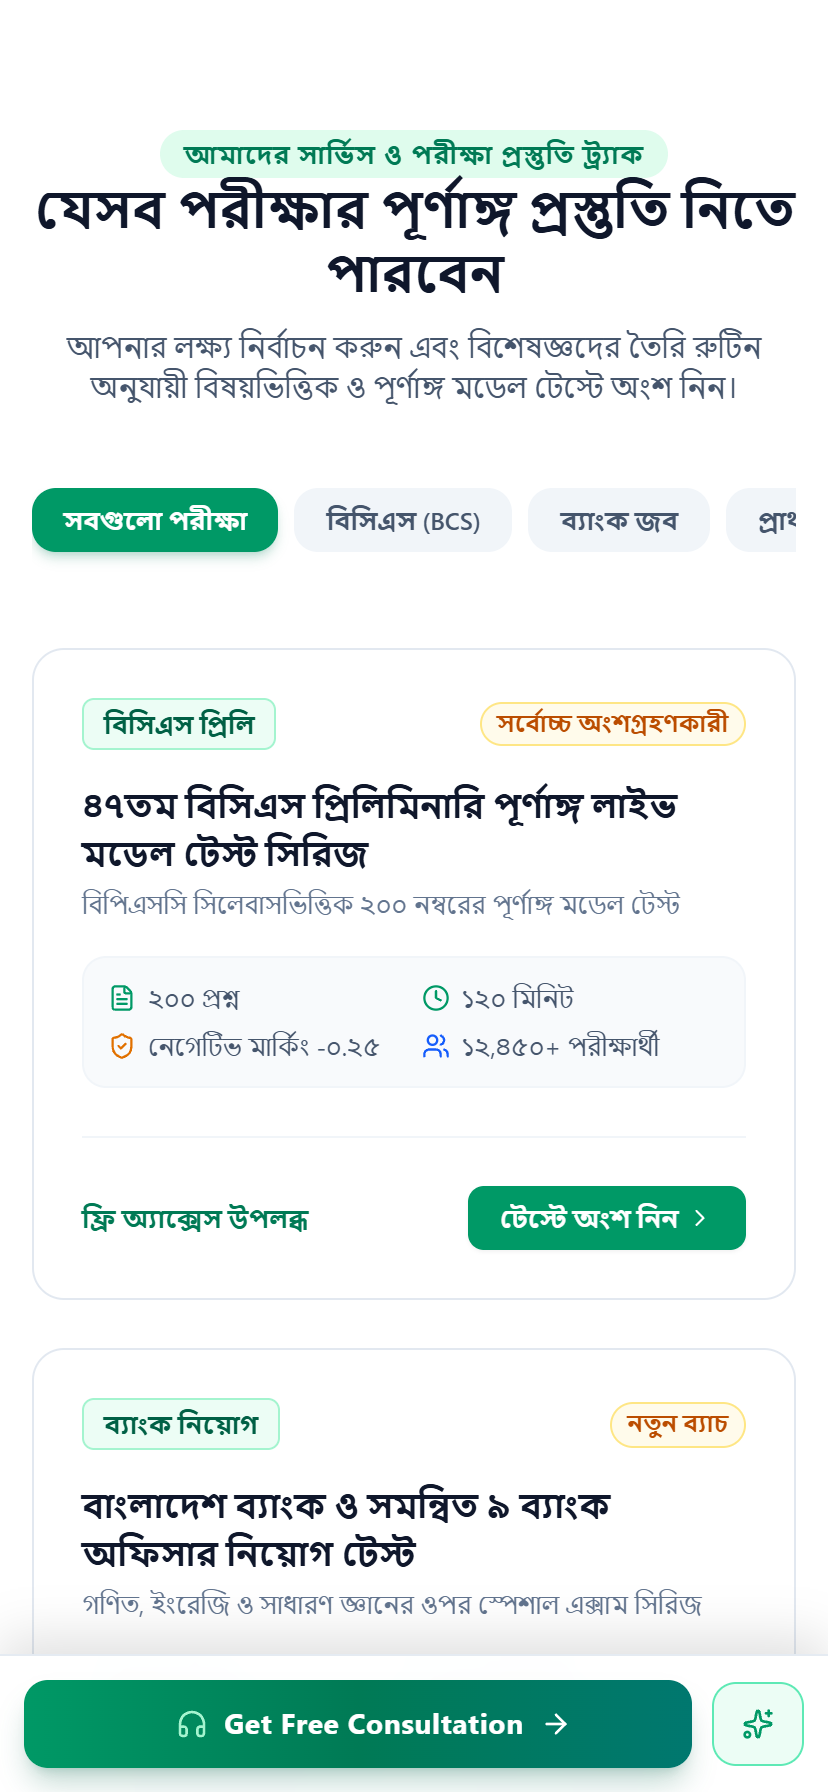 আমাদের সার্ভিস ও পরীক্ষা প্রস্তুতি ট্র্যাক
যেসব পরীক্ষার পূর্ণাঙ্গ প্রস্তুতি নিতে
পারবেন
আপনার লক্ষ্য নির্বাচন করুন এবং বিশেষজ্ঞদের তৈরি রুটিন
অনুযায়ী বিষয়ভিত্তিক ও পূর্ণাঙ্গ মডেল টেস্টে অংশ নিন।
সবগুলো পরীক্ষা
বিসিএস (BCS)
ব্যাংক জব
বিসিএস প্রিলি
সর্বোচ্চ অংশগ্রহণকারী
৪৭তম বিসিএস প্রিলিমিনারি পূর্ণাঙ্গ লাইভ
মডেল টেস্ট সিরিজ
বিপিএসসি সিলেবাসভিত্তিক ২০০ নম্বরের পূর্ণাঙ্গ মডেল টেস্ট
২০০ প্রশ্ন
১২০ মিনিট
নেগেটিভ মার্কিং -০.২৫
১২,৪৫০+ পরীক্ষার্থী
ফ্রি অ্যাক্সেস উপলব্ধ
টেস্টে অংশ নিন
ব্যাংক নিয়োগ
নতুন ব্যাচ
বাংলাদেশ ব্যাংক ও সমন্বিত ৯ ব্যাংক
অফিসার নিয়োগ টেস্ট
গণিত, ইংরেজি ও সাধারণ জ্ঞানের ওপর স্পেশাল এক্সাম সিরিজ
Get Free Consultation